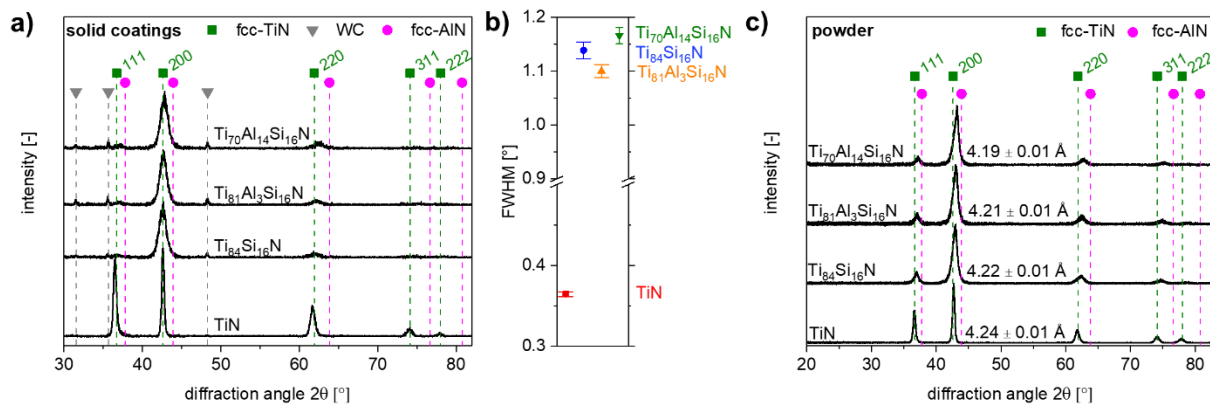 a)
solid coatings
fcc-TiN
WC
fcc-AlN
111
200
220
311
222
Ti₇₀Al₁₄Si₁₆N
Ti₈₁Al₃Si₁₆N
Ti₈₄Si₁₆N
TiN
intensity [-]
30 40 50 60 70 80
diffraction angle 2θ [°]
b)
1.2
1.1
1.0
0.9
0.4
0.3
FWHM [°]
Ti₇₀Al₁₄Si₁₆N
Ti₈₄Si₁₆N
Ti₈₁Al₃Si₁₆N
TiN
c)
powder
fcc-TiN
fcc-AlN
111
200
220
311
222
Ti₇₀Al₁₄Si₁₆N 4.19 ± 0.01 Å
Ti₈₁Al₃Si₁₆N 4.21 ± 0.01 Å
Ti₈₄Si₁₆N 4.22 ± 0.01 Å
TiN 4.24 ± 0.01 Å
intensity [-]
20 30 40 50 60 70 80
diffraction angle 2θ [°]